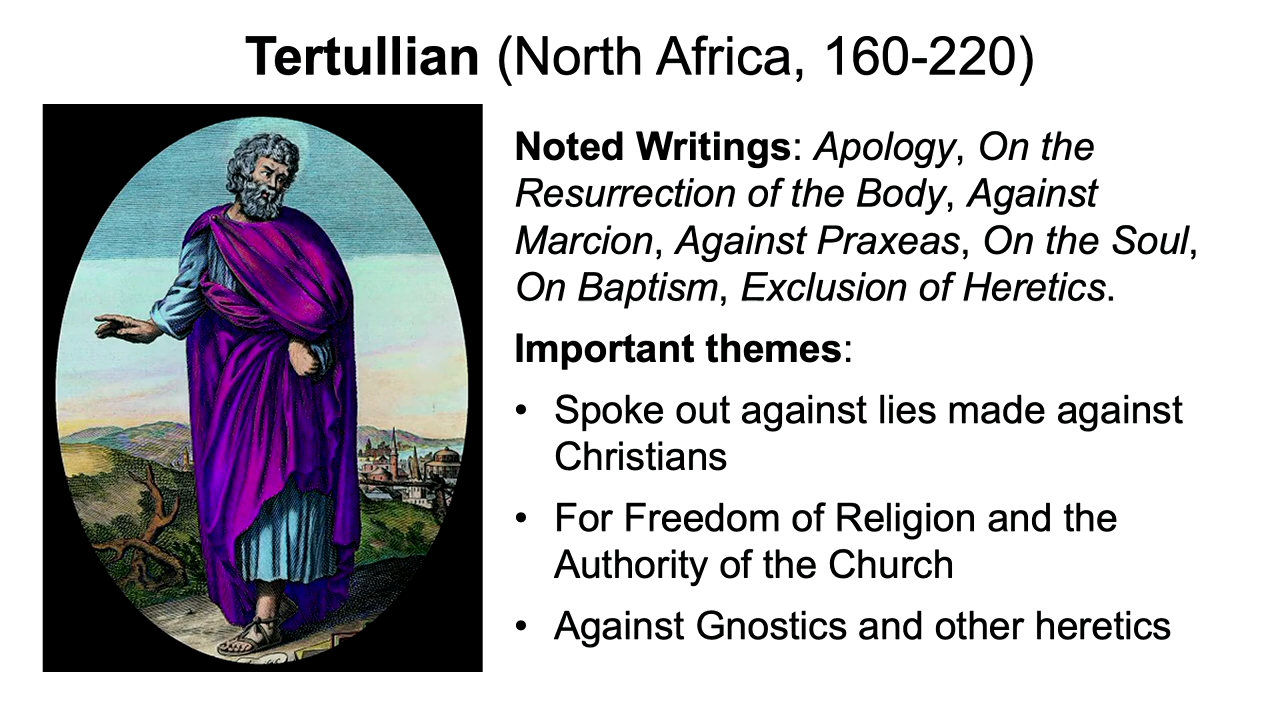 Tertullian (North Africa, 160-220)
Noted Writings: Apology, On the
Resurrection of the Body, Against
Marcion, Against Praxeas, On the Soul,
On Baptism, Exclusion of Heretics.
Important themes:
• Spoke out against lies made against
Christians
• For Freedom of Religion and the
Authority of the Church
• Against Gnostics and other heretics